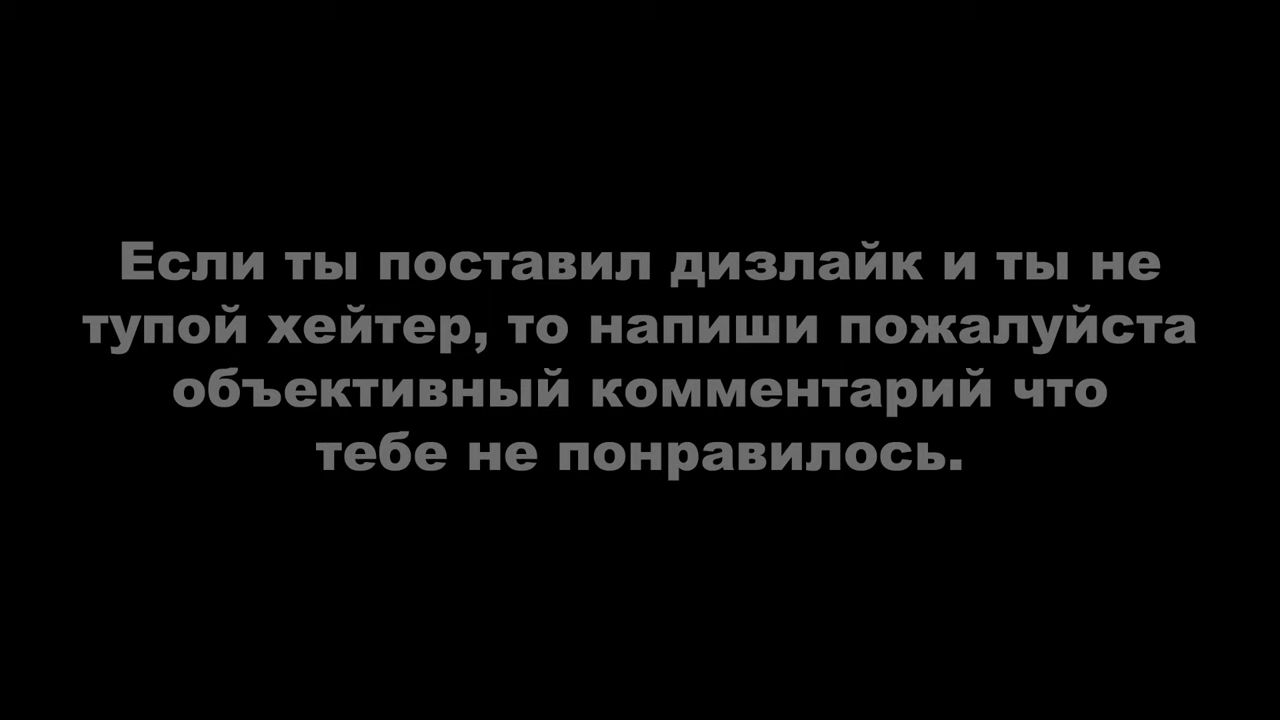 Если ты поставил дизлайк и ты не
тупой хейтер, то напиши пожалуйста
объективный комментарий что
тебе не понравилось.